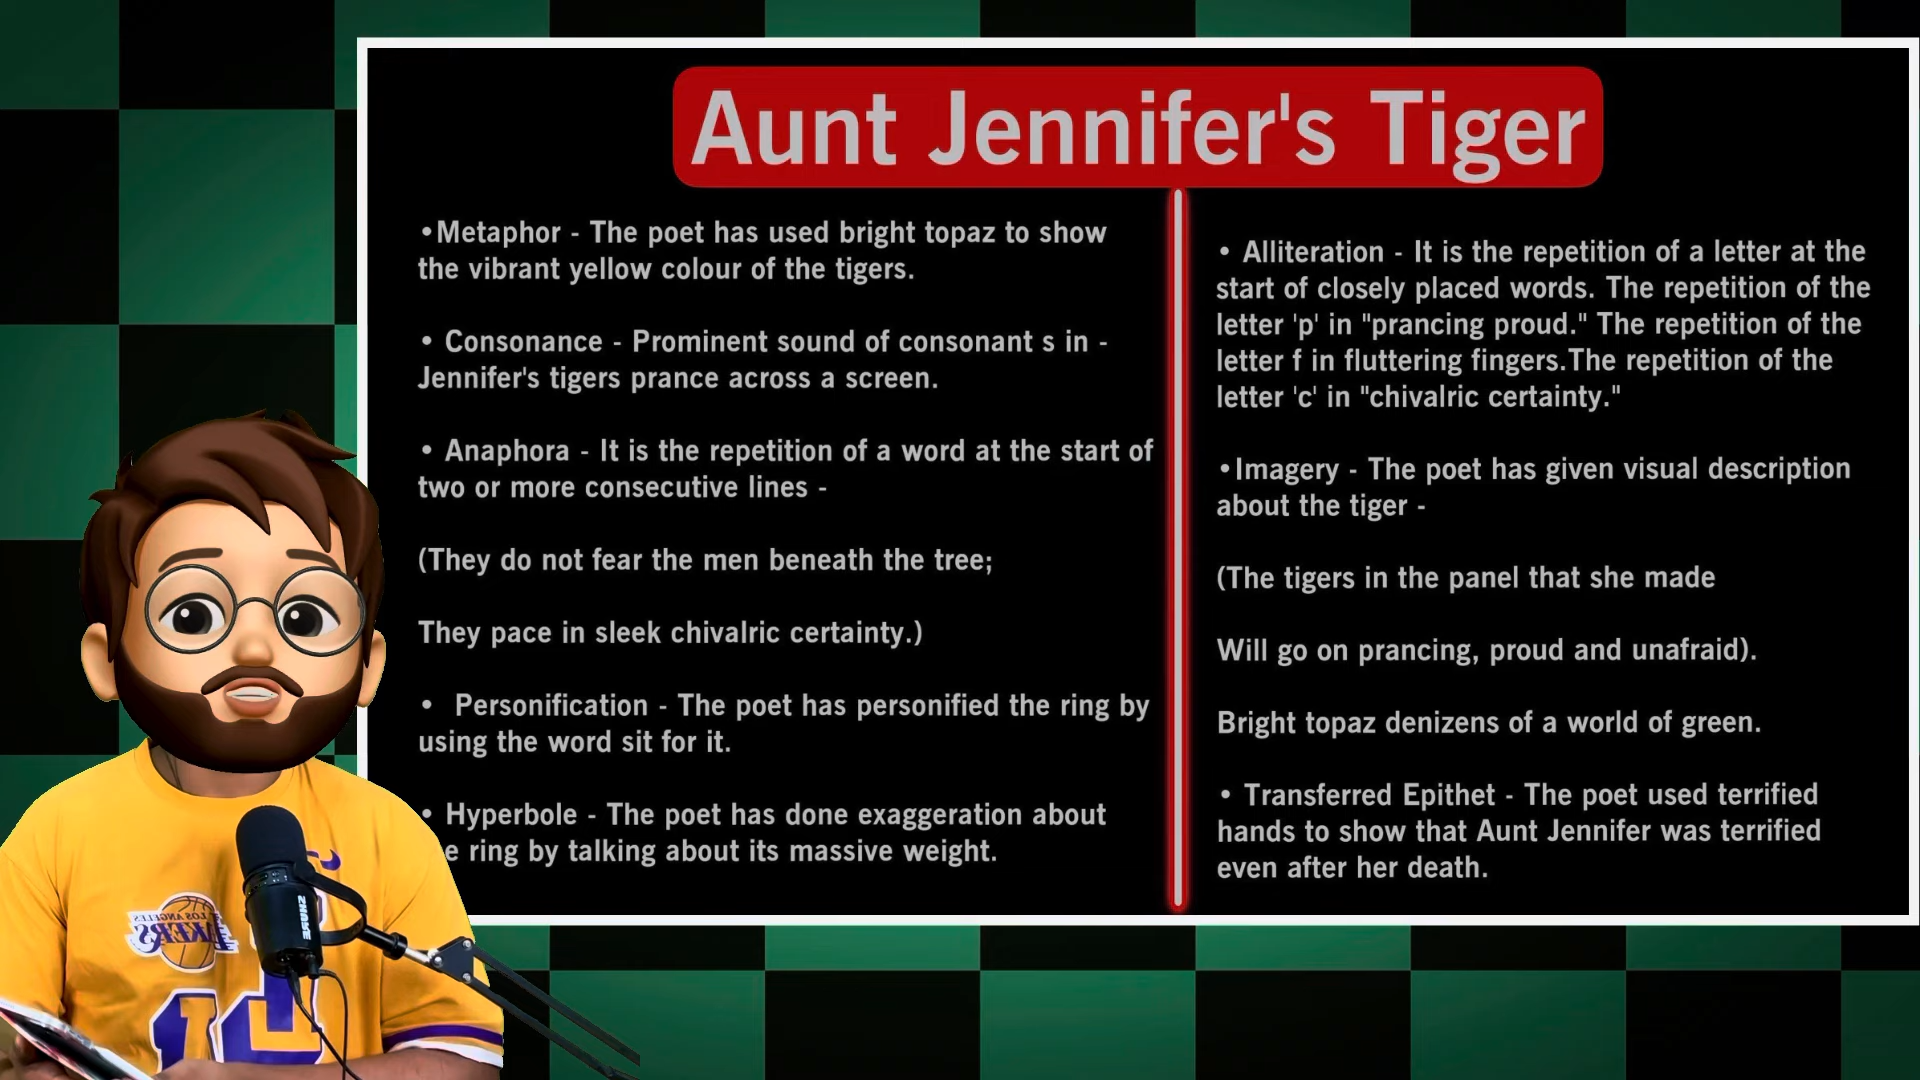 Aunt Jennifer's Tiger
•Metaphor - The poet has used bright topaz to show
the vibrant yellow colour of the tigers.
• Consonance - Prominent sound of consonant s in -
Jennifer's tigers prance across a screen.
• Anaphora - It is the repetition of a word at the start of
two or more consecutive lines -
(They do not fear the men beneath the tree;
They pace in sleek chivalric certainty.)
• Personification - The poet has personified the ring by
using the word sit for it.
• Hyperbole - The poet has done exaggeration about
e ring by talking about its massive weight.
• Alliteration - It is the repetition of a letter at the
start of closely placed words. The repetition of the
letter 'p' in "prancing proud." The repetition of the
letter f in fluttering fingers.The repetition of the
letter 'c' in "chivalric certainty."
•Imagery - The poet has given visual description
about the tiger -
(The tigers in the panel that she made
Will go on prancing, proud and unafraid).
Bright topaz denizens of a world of green.
• Transferred Epithet - The poet used terrified
hands to show that Aunt Jennifer was terrified
even after her death.
LOS ANGELES
LAKERS